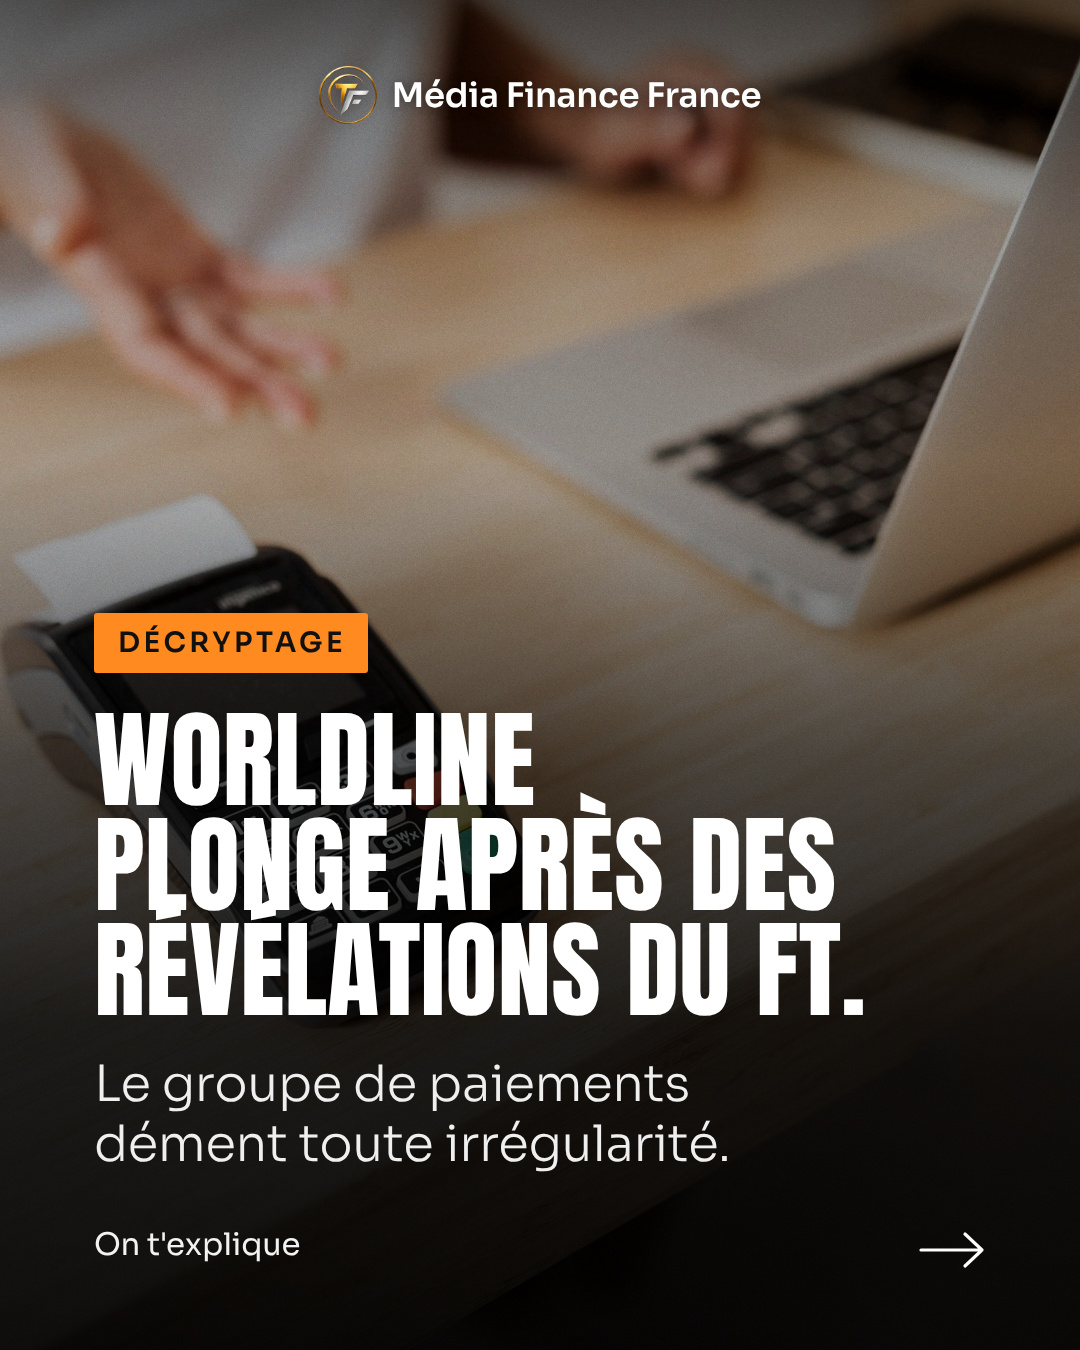 Média Finance France
DÉCRYPTAGE
WORLDLINE
PLONGE APRÈS DES
RÉVÉLATIONS DU FT.
Le groupe de paiements
dément toute irrégularité.
On t'explique